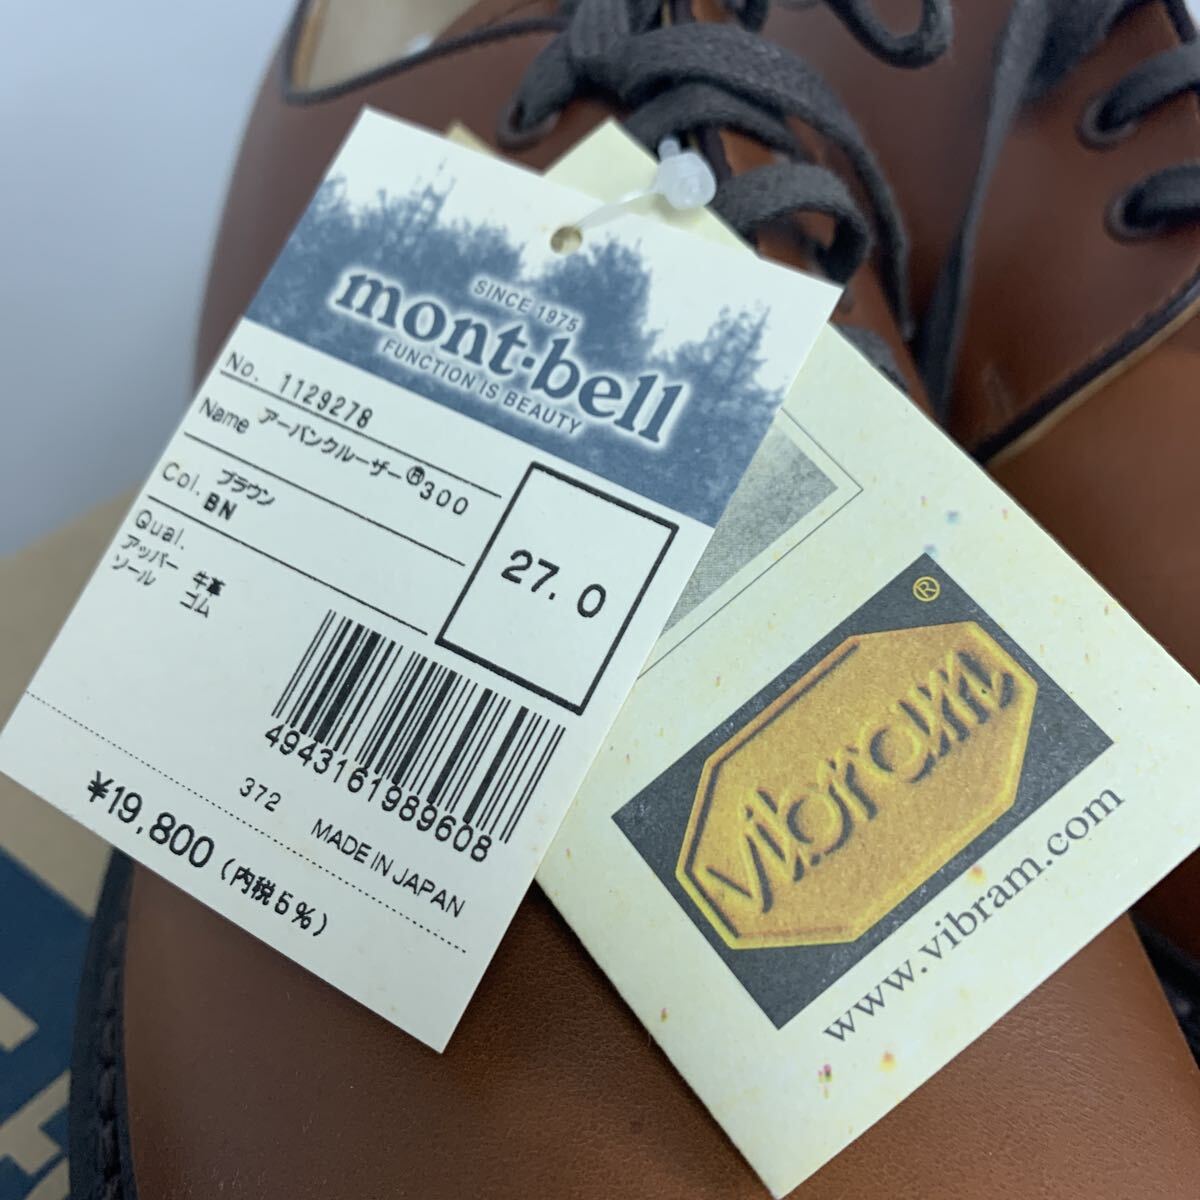 SINCE 1975
mont-bell
FUNCTION IS BEAUTY
No. 1129278
Name アーバンクルーザー®300
Col. ブラウン
BN
Qual.
アッパー 牛革
ソール ゴム
27.0
4943161989608
372 MADE IN JAPAN
¥19,800(内税5%)
®
vibram
www.vibram.com